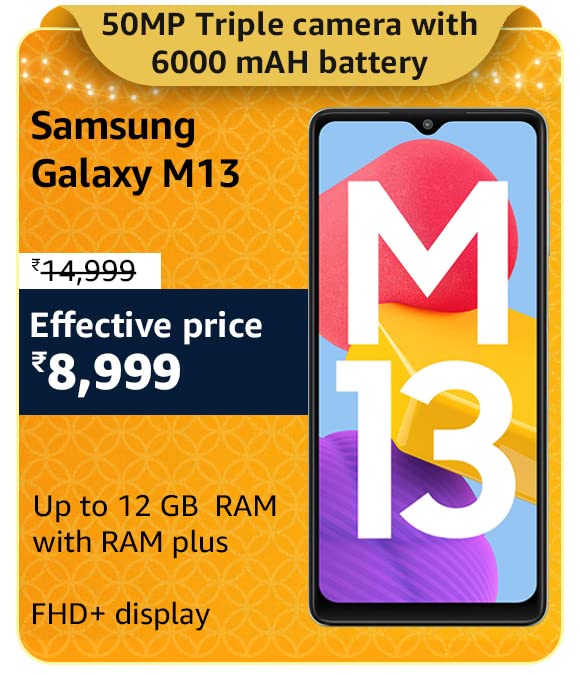 50MP Triple camera with
6000 mAH battery
Samsung
Galaxy M13
₹14,999
Effective price
₹8,999
Up to 12 GB RAM
with RAM plus
FHD+ display
M
13